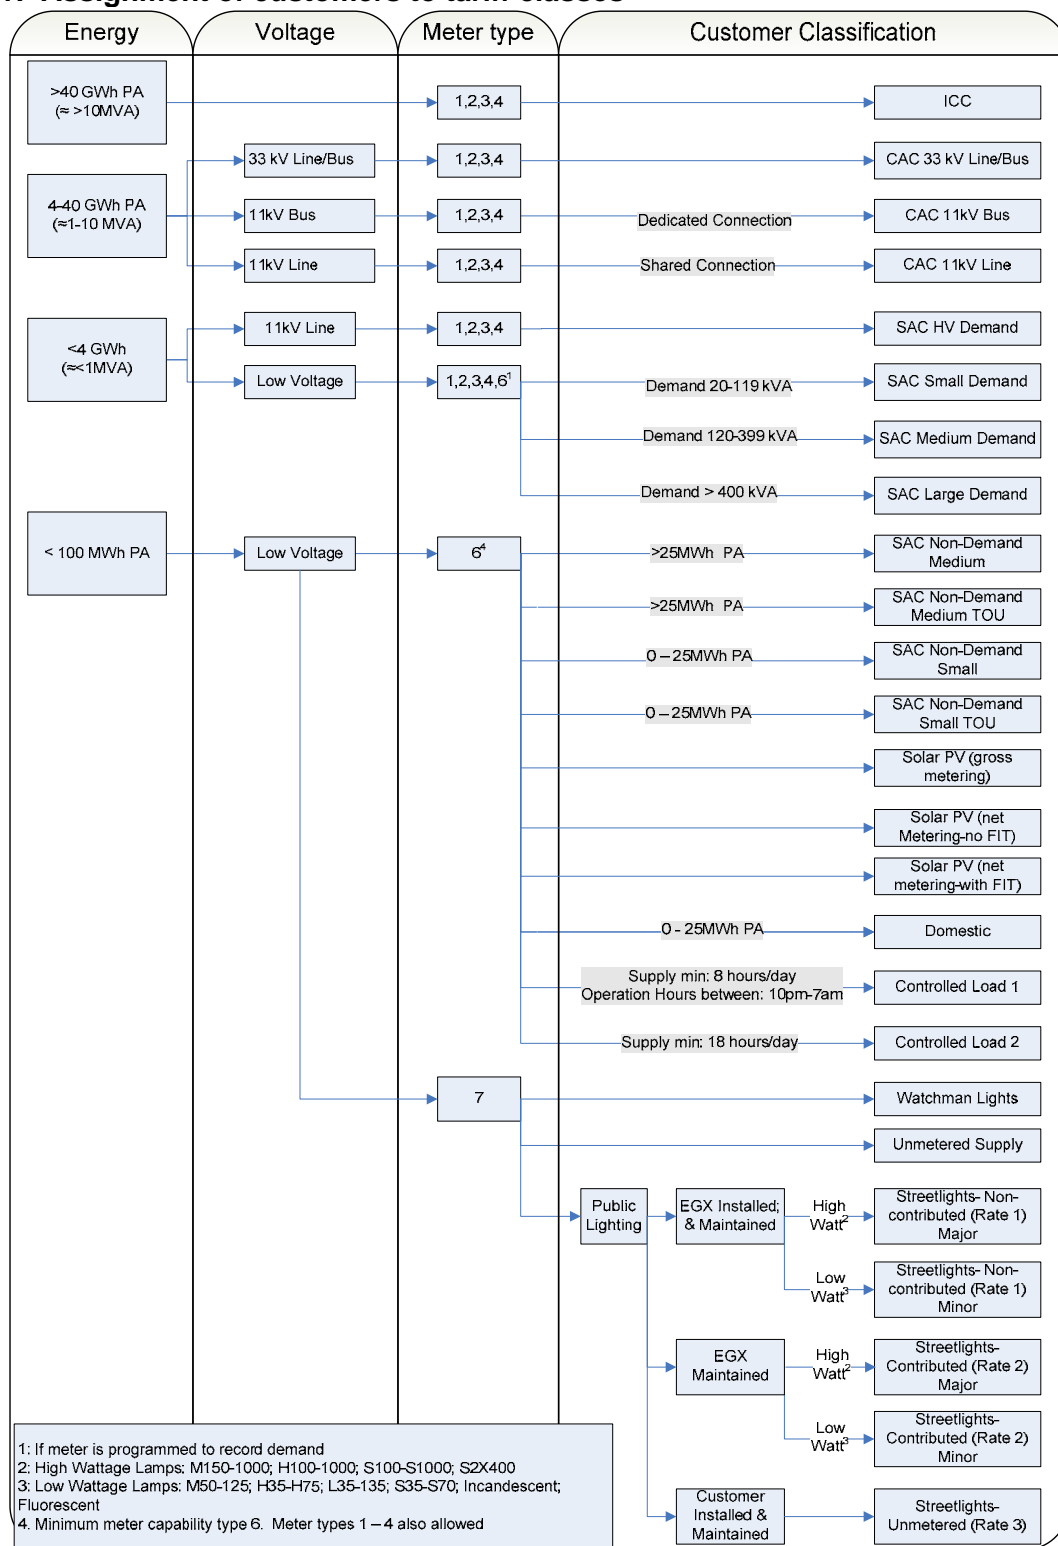 Energy
Voltage
Meter type
Customer Classification
>40 GWh PA
(≈ >10MVA)
1,2,3,4
ICC
33 kV Line/Bus
1,2,3,4
CAC 33 kV Line/Bus
4-40 GWh PA
(≈1-10 MVA)
11kV Bus
1,2,3,4
Dedicated Connection
CAC 11kV Bus
11kV Line
1,2,3,4
Shared Connection
CAC 11kV Line
<4 GWh
(≈<1MVA)
11kV Line
1,2,3,4
SAC HV Demand
Low Voltage
1,2,3,4,6¹
Demand 20-119 kVA
SAC Small Demand
Demand 120-399 kVA
SAC Medium Demand
Demand > 400 kVA
SAC Large Demand
< 100 MWh PA
Low Voltage
6⁴
>25MWh PA
SAC Non-Demand
Medium
>25MWh PA
SAC Non-Demand
Medium TOU
0 – 25MWh PA
SAC Non-Demand
Small
0 – 25MWh PA
SAC Non-Demand
Small TOU
Solar PV (gross
metering)
Solar PV (net
Metering-no FIT)
Solar PV (net
metering-with FIT)
0 - 25MWh PA
Domestic
Supply min: 8 hours/day
Operation Hours between: 10pm-7am
Controlled Load 1
Supply min: 18 hours/day
Controlled Load 2
7
Watchman Lights
Unmetered Supply
Public
Lighting
EGX Installed;
& Maintained
High
Watt²
Streetlights- Non-
contributed (Rate 1)
Major
Low
Watt³
Streetlights- Non-
contributed (Rate 1)
Minor
EGX
Maintained
High
Watt²
Streetlights-
Contributed (Rate 2)
Major
Low
Watt³
Streetlights-
Contributed (Rate 2)
Minor
Customer
Installed &
Maintained
Streetlights-
Unmetered (Rate 3)
1: If meter is programmed to record demand
2: High Wattage Lamps: M150-1000; H100-1000; S100-S1000; S2X400
3: Low Wattage Lamps: M50-125; H35-H75; L35-135; S35-S70; Incandescent;
Fluorescent
4. Minimum meter capability type 6. Meter types 1 – 4 also allowed